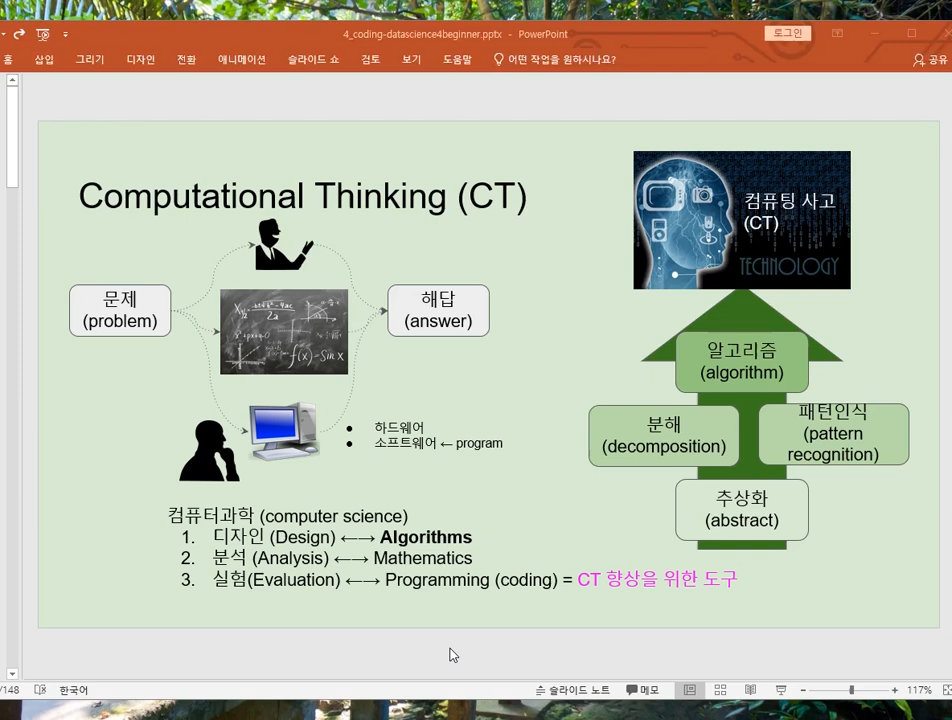 4_coding-datascience4beginner.pptx - PowerPoint
로그인
홈 삽입 그리기 디자인 전환 애니메이션 슬라이드 쇼 검토 보기 도움말 어떤 작업을 원하시나요? 공유
Computational Thinking (CT)
문제
(problem)
해답
(answer)
하드웨어
소프트웨어 ← program
컴퓨터과학 (computer science)
1. 디자인 (Design) ←→ Algorithms
2. 분석 (Analysis) ←→ Mathematics
3. 실험(Evaluation) ←→ Programming (coding) = CT 향상을 위한 도구
컴퓨팅 사고
(CT)
TECHNOLOGY
알고리즘
(algorithm)
분해
(decomposition)
패턴인식
(pattern
recognition)
추상화
(abstract)
/148 한국어 슬라이드 노트 메모 117%